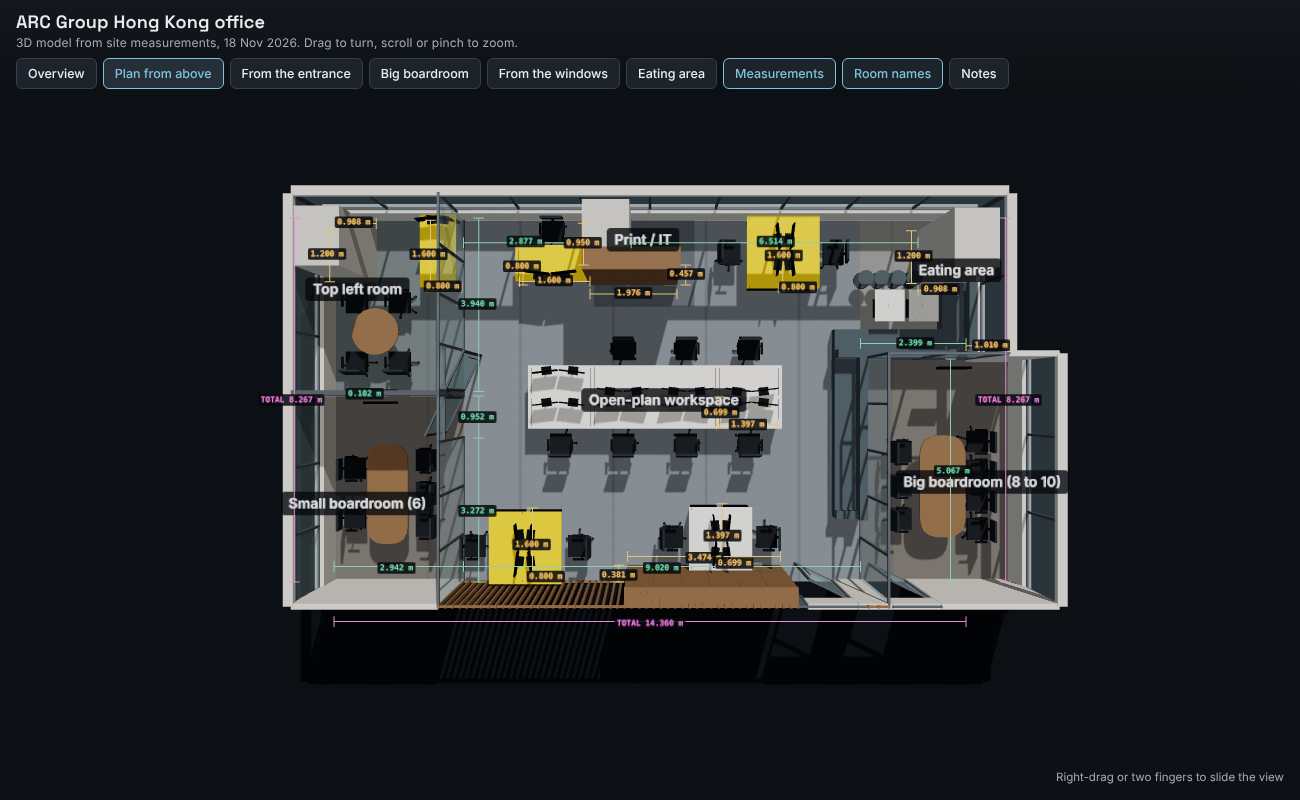 ARC Group Hong Kong office
3D model from site measurements, 18 Nov 2026. Drag to turn, scroll or pinch to zoom.
Overview
Plan from above
From the entrance
Big boardroom
From the windows
Eating area
Measurements
Room names
Notes
0.908 m
1.200 m
1.600 m
0.800 m
2.877 m
0.950 m
Print / IT
0.800 m
1.600 m
0.457 m
1.976 m
6.514 m
1.600 m
0.800 m
1.200 m
Eating area
0.908 m
Top left room
3.940 m
2.399 m
1.010 m
0.102 m
TOTAL 8.267 m
0.952 m
Open-plan workspace
0.699 m
1.397 m
TOTAL 8.267 m
5.067 m
Big boardroom (8 to 10)
Small boardroom (6)
3.272 m
1.600 m
0.800 m
1.397 m
3.474
0.699 m
2.942 m
0.381 m
9.020 m
TOTAL 14.360 m
Right-drag or two fingers to slide the view